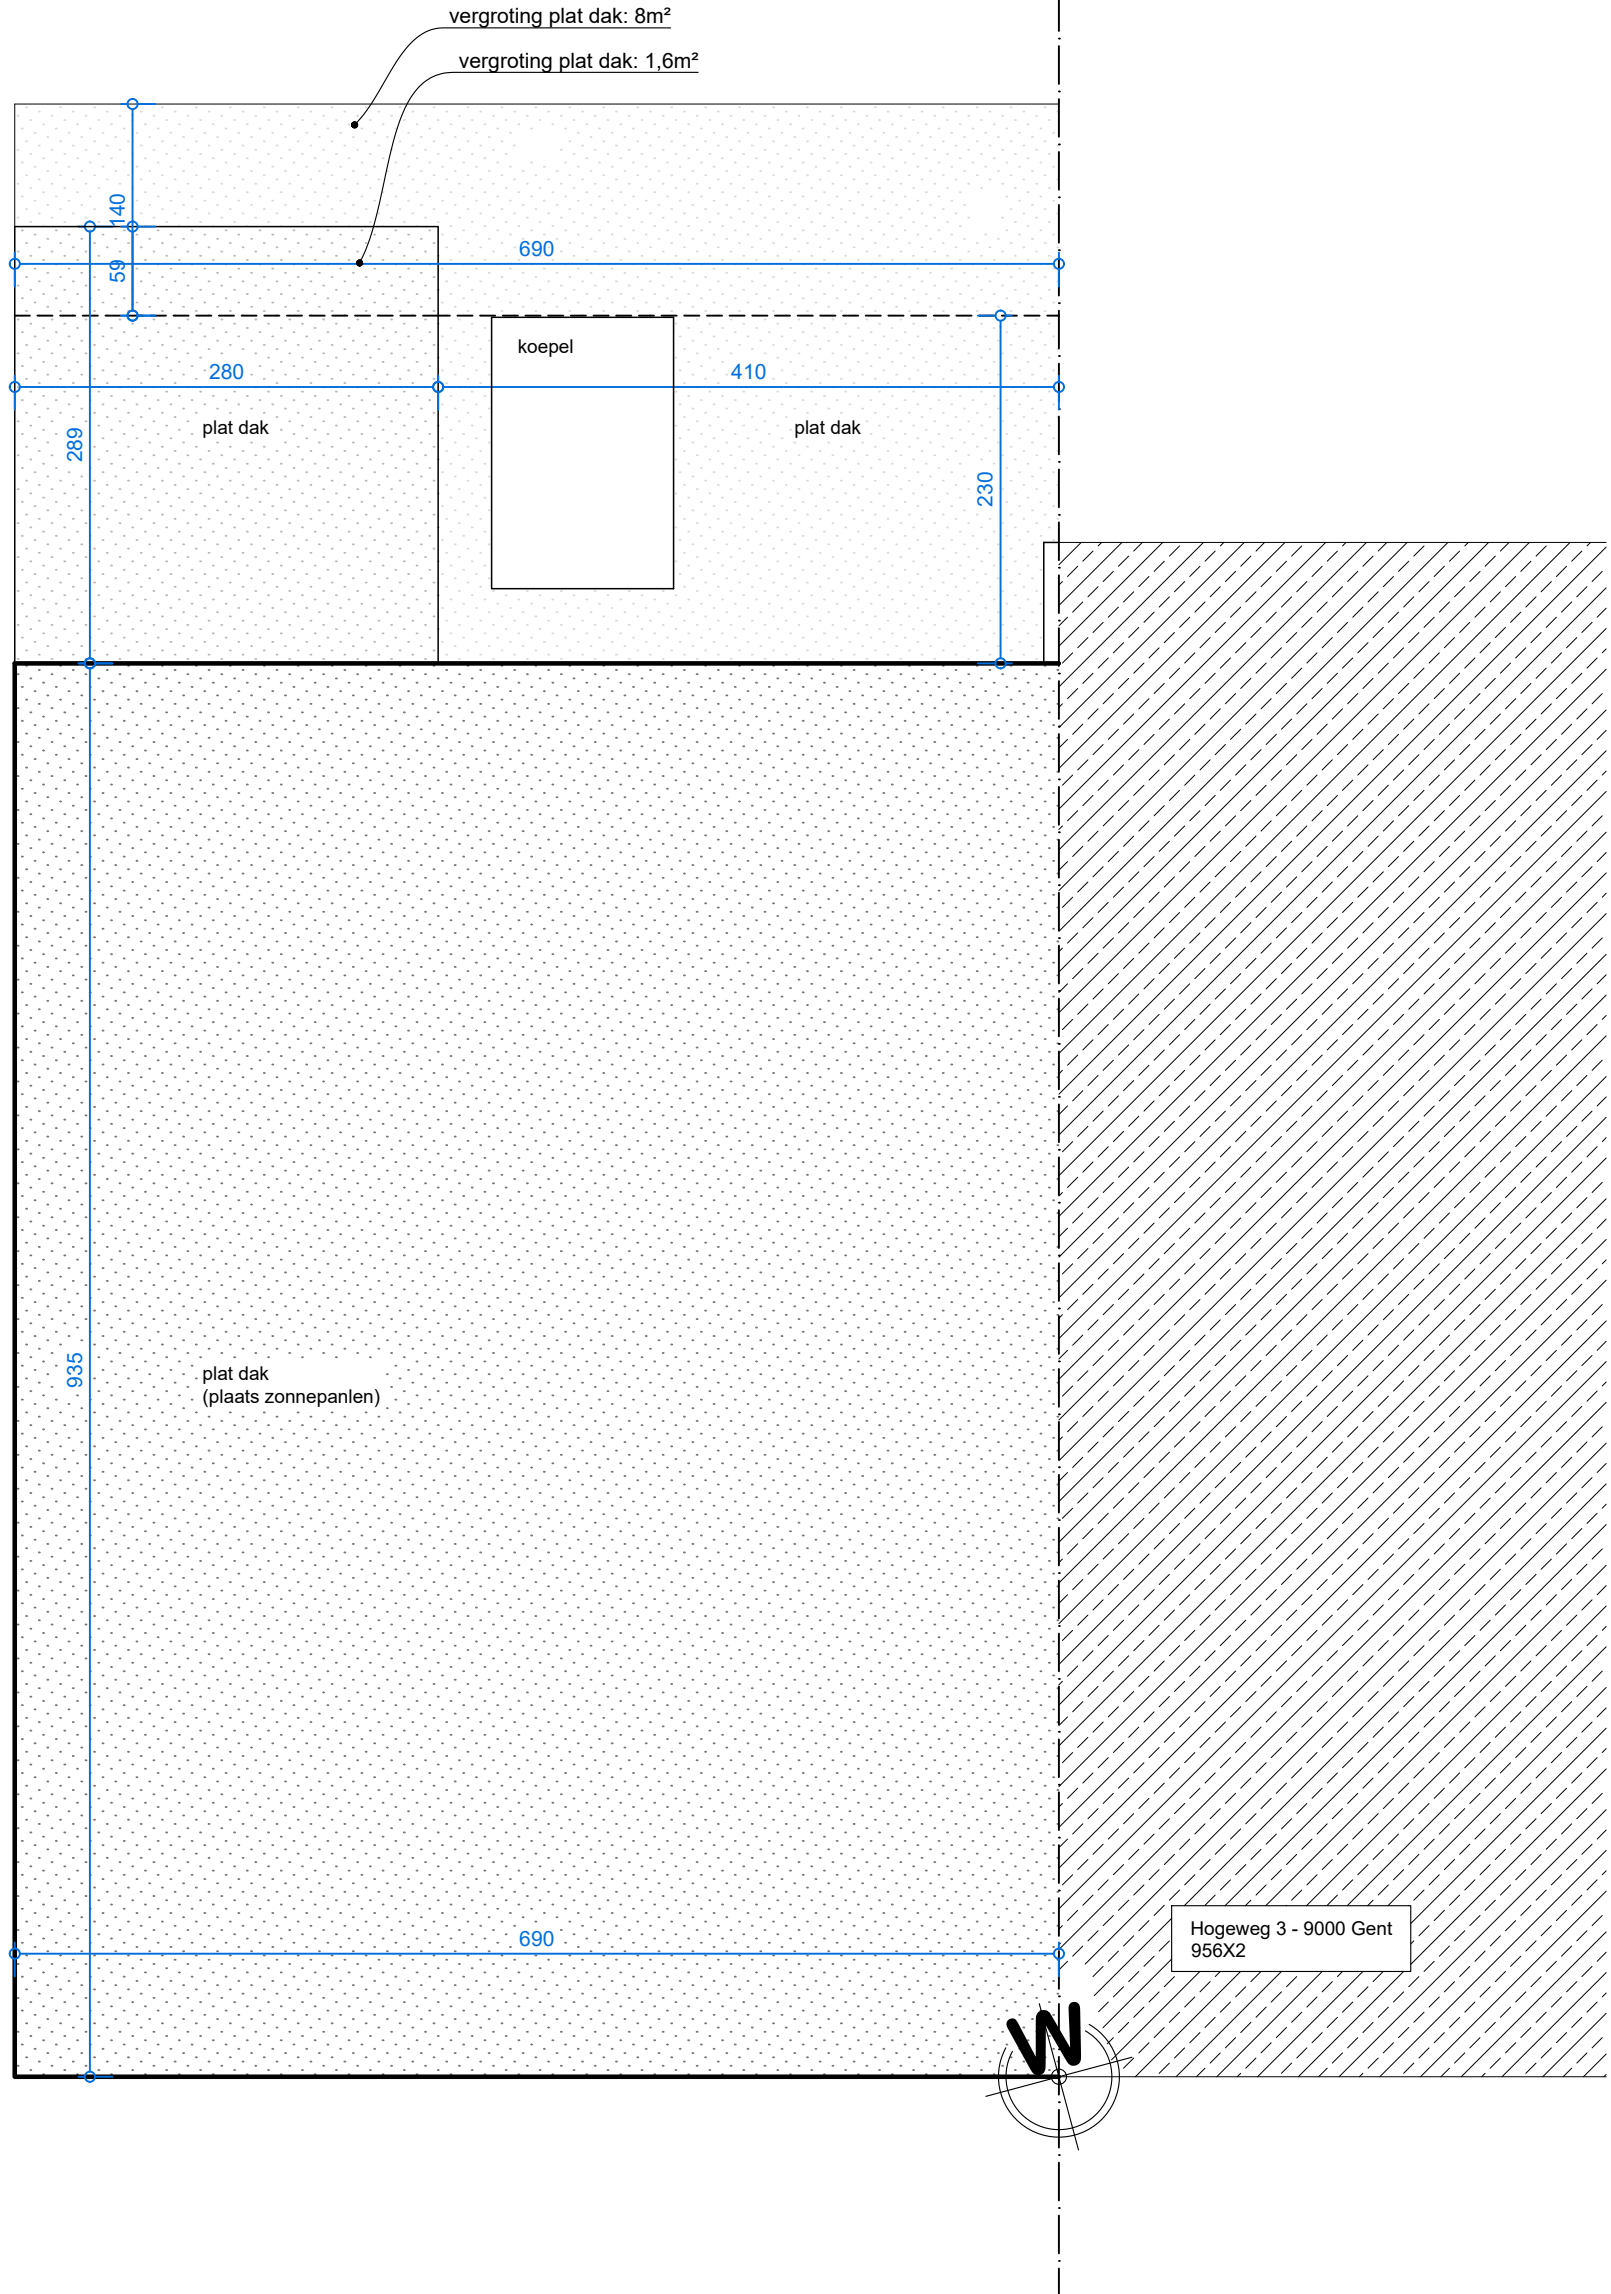 vergroting plat dak: 8m²
vergroting plat dak: 1,6m²
140
690
59
koepel
280
410
plat dak
plat dak
289
230
935
plat dak
(plaats zonnepanlen)
690
Hogeweg 3 - 9000 Gent
956X2
W